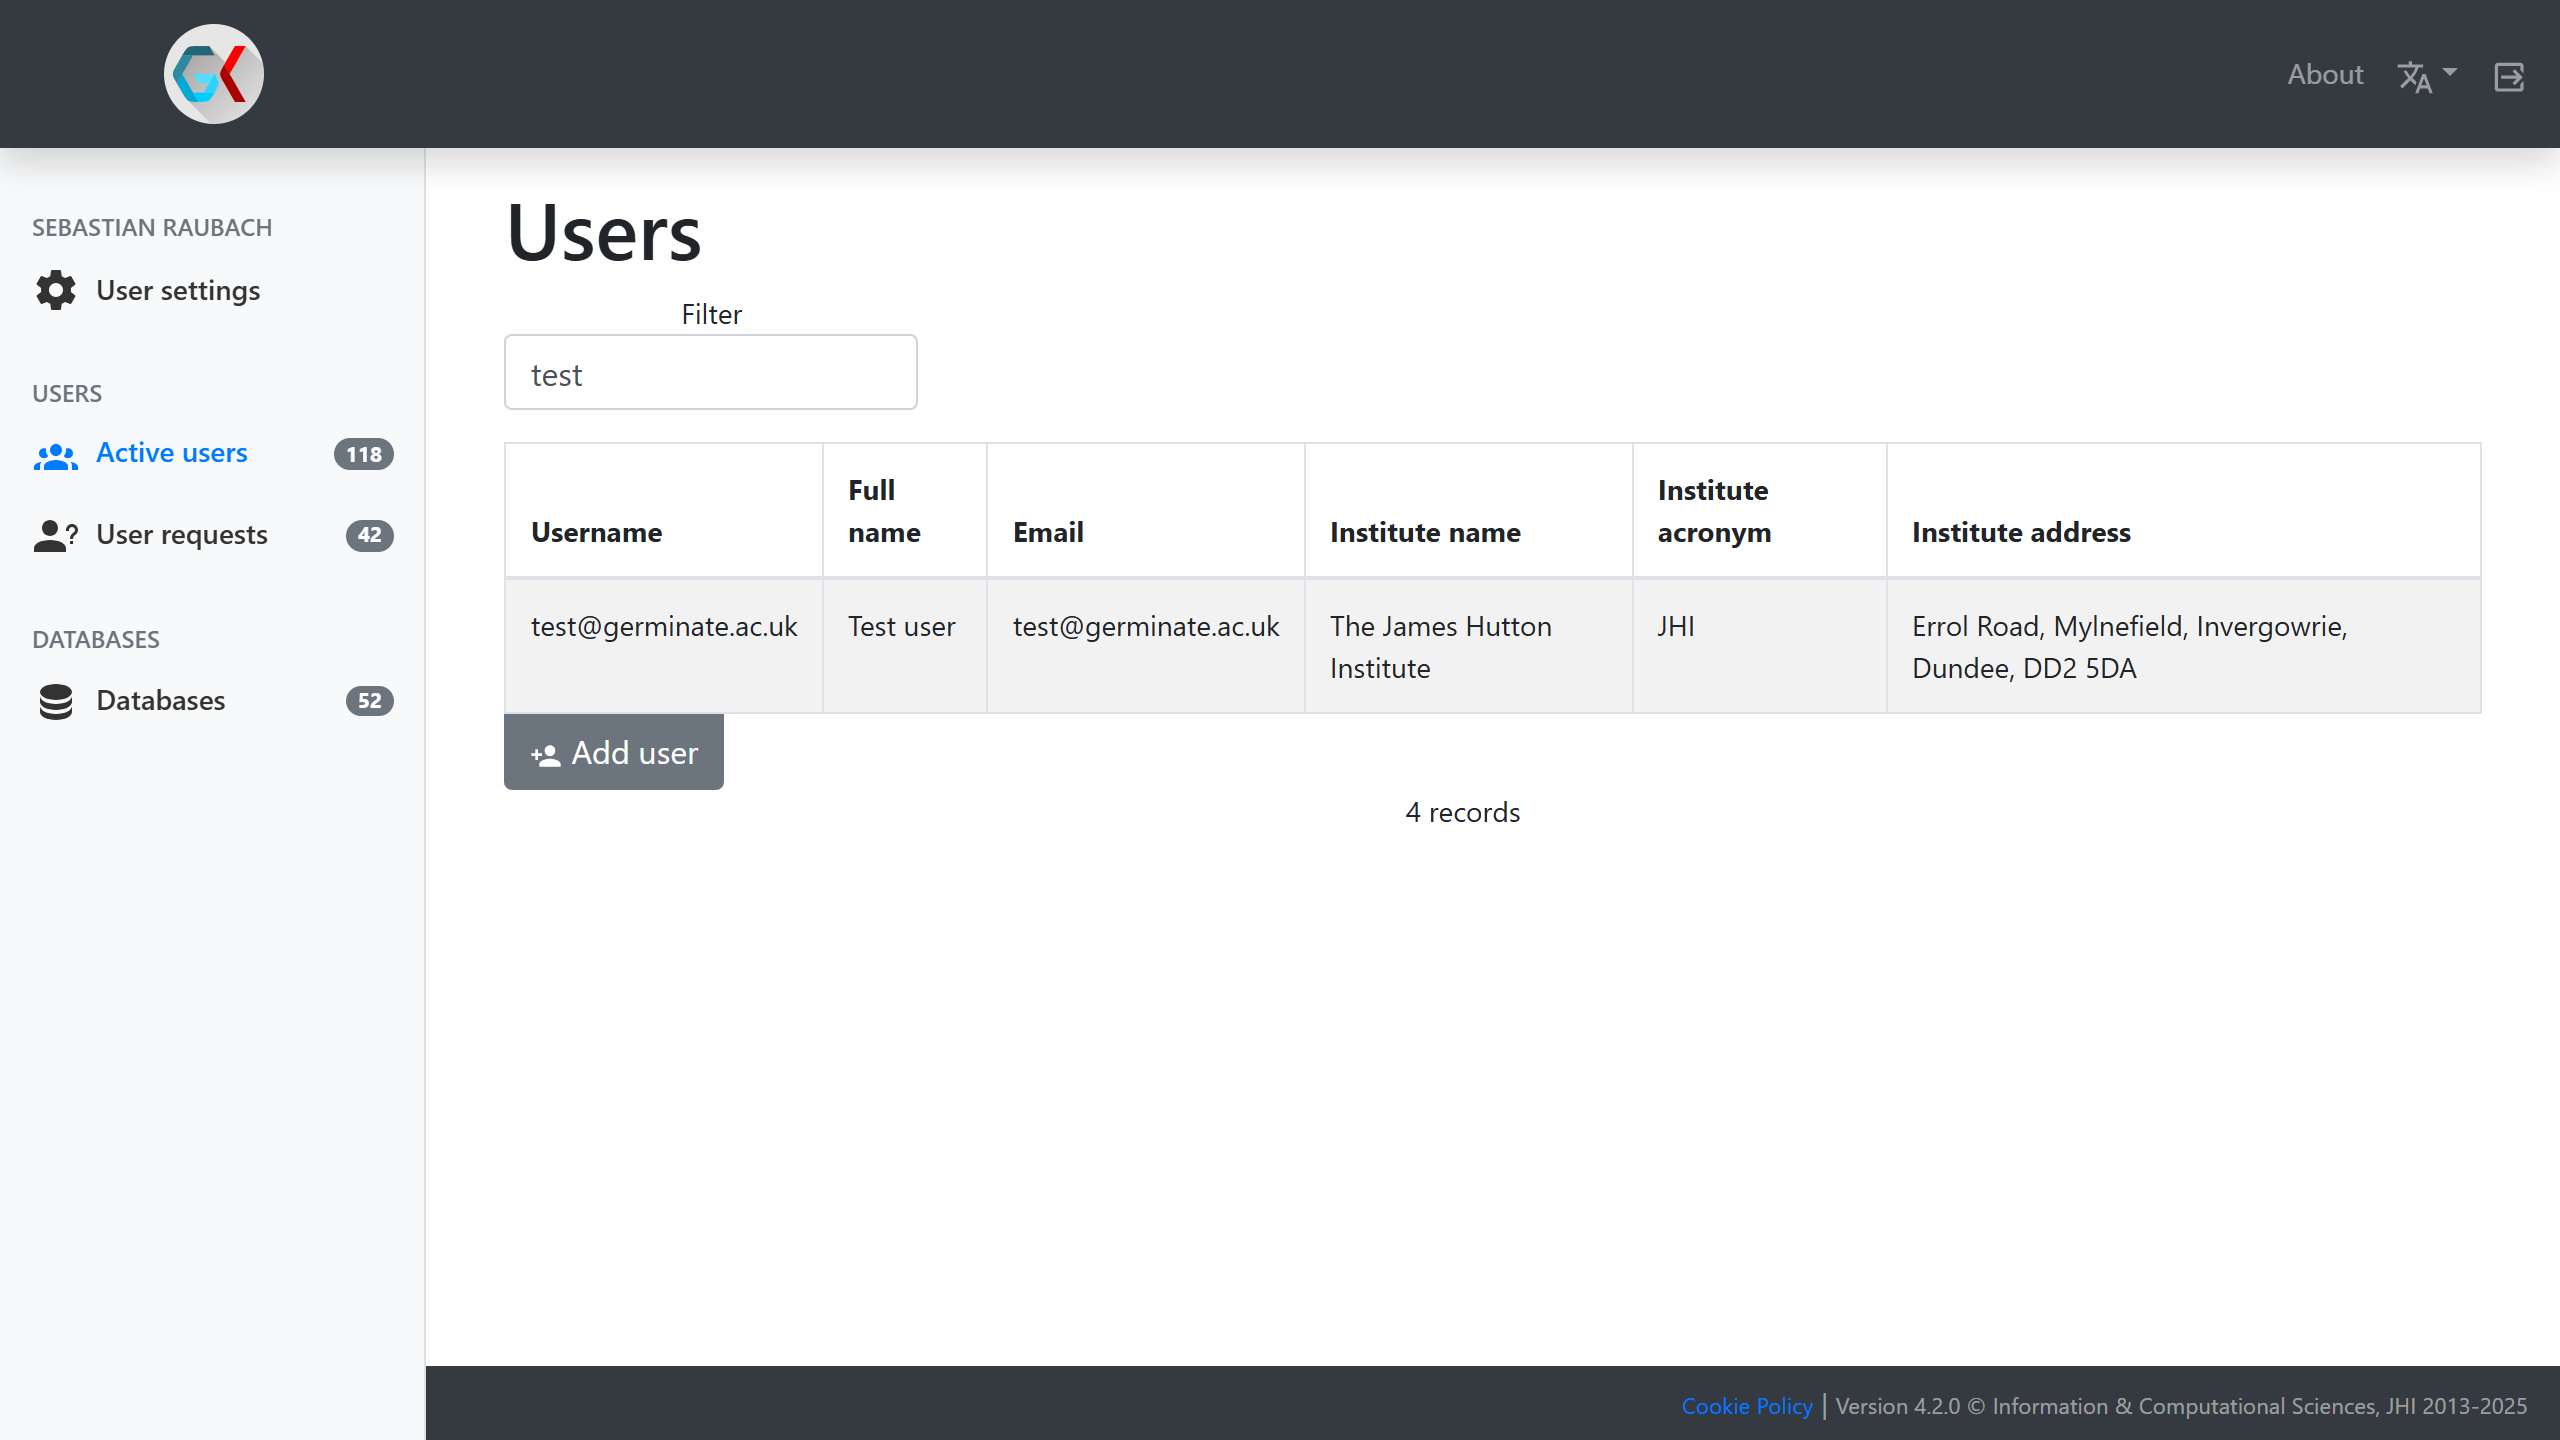 About
SEBASTIAN RAUBACH
User settings
USERS
Active users 118
User requests 42
DATABASES
Databases 52
Users
Filter
test
Username Full name Email Institute name Institute acronym Institute address
test@germinate.ac.uk Test user test@germinate.ac.uk The James Hutton Institute JHI Errol Road, Mylnefield, Invergowrie, Dundee, DD2 5DA
Add user
4 records
Cookie Policy | Version 4.2.0 © Information & Computational Sciences, JHI 2013-2025